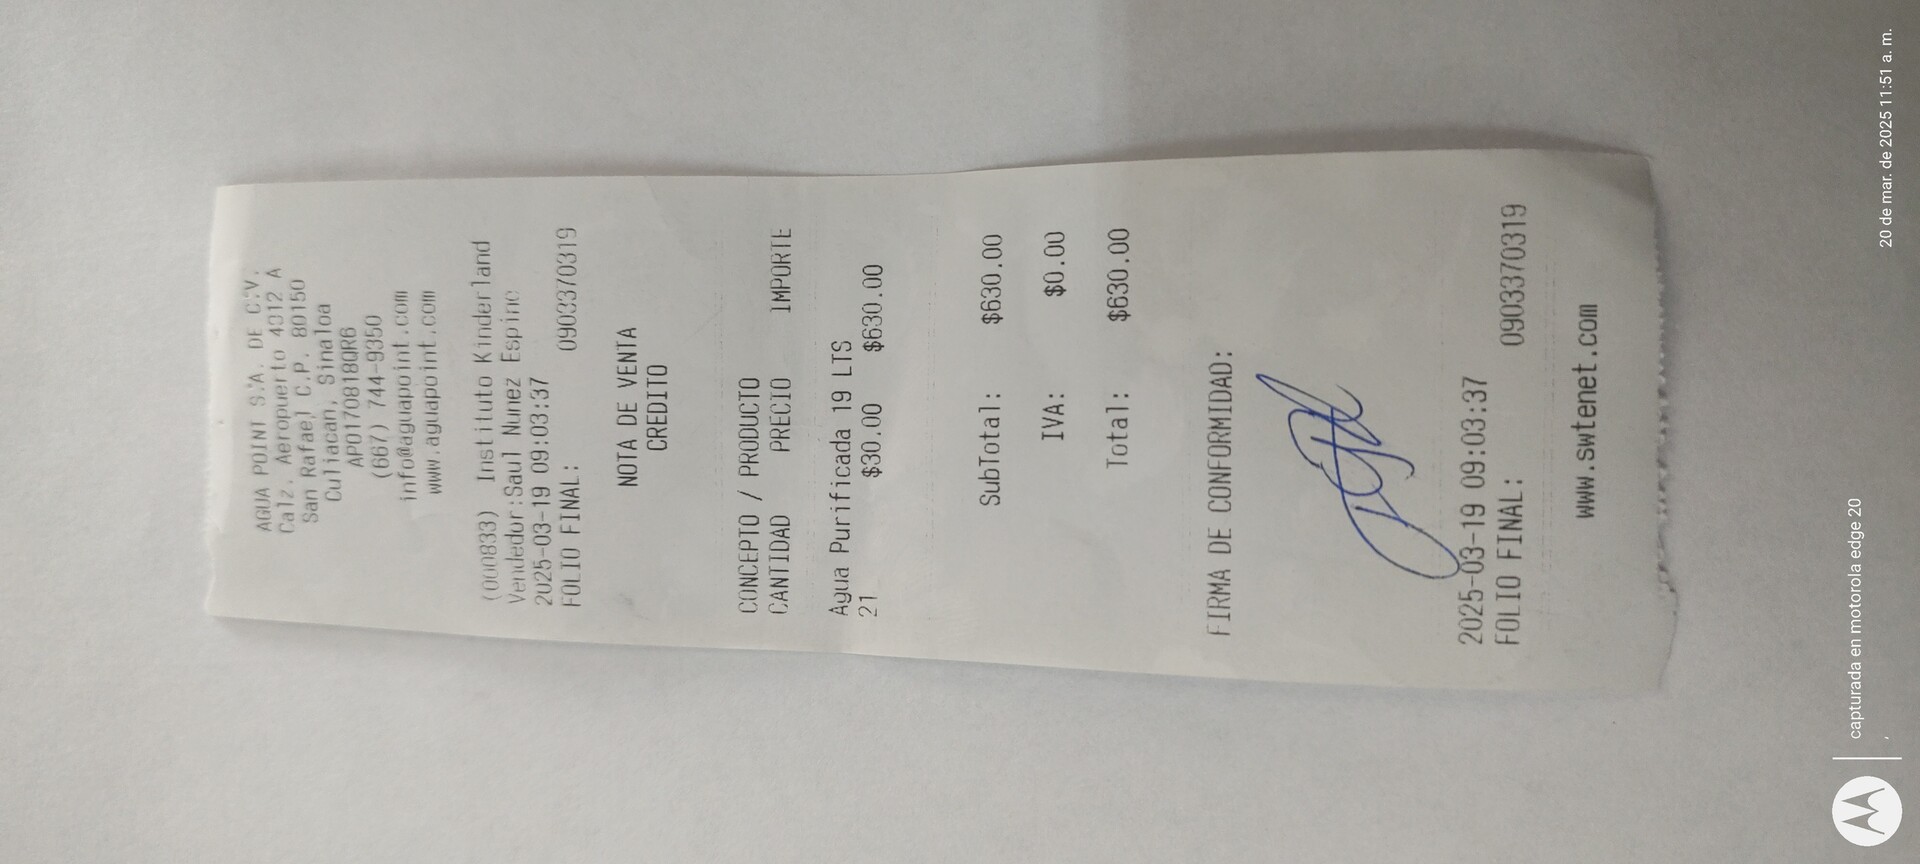 AGUA POINT S.A. DE C.V.
Calz. Aeropuerto 4312 A
San Rafael C.P. 80150
Culiacan, Sinaloa
APO170818QR6
(667) 744-9350
info@aguapoint.com
www.aguapoint.com
(000833) Instituto Kinderland
Vendedor:Saul Nunez Espino
2025-03-19 09:03:37
FOLIO FINAL: 0903370319
NOTA DE VENTA
CREDITO
CONCEPTO / PRODUCTO
CANTIDAD PRECIO IMPORTE
Agua Purificada 19 LTS
21 $30.00 $630.00
SubTotal: $630.00
IVA: $0.00
Total: $630.00
FIRMA DE CONFORMIDAD:
2025-03-19 09:03:37
FOLIO FINAL: 0903370319
www.swtenet.com
capturada en motorola edge 20
20 de mar. de 2025 11:51 a. m.